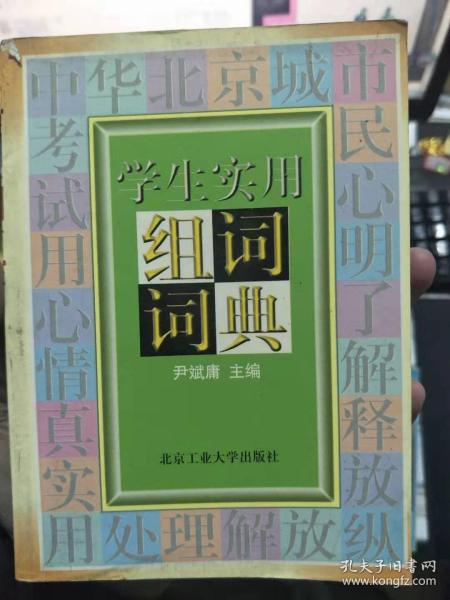 中华北京城市
民心明了解释放纵
考试用心情真实用
处理解放
学生实用
组词
词典
尹斌庸 主编
北京工业大学出版社
孔夫子旧书网
www.kongfz.com